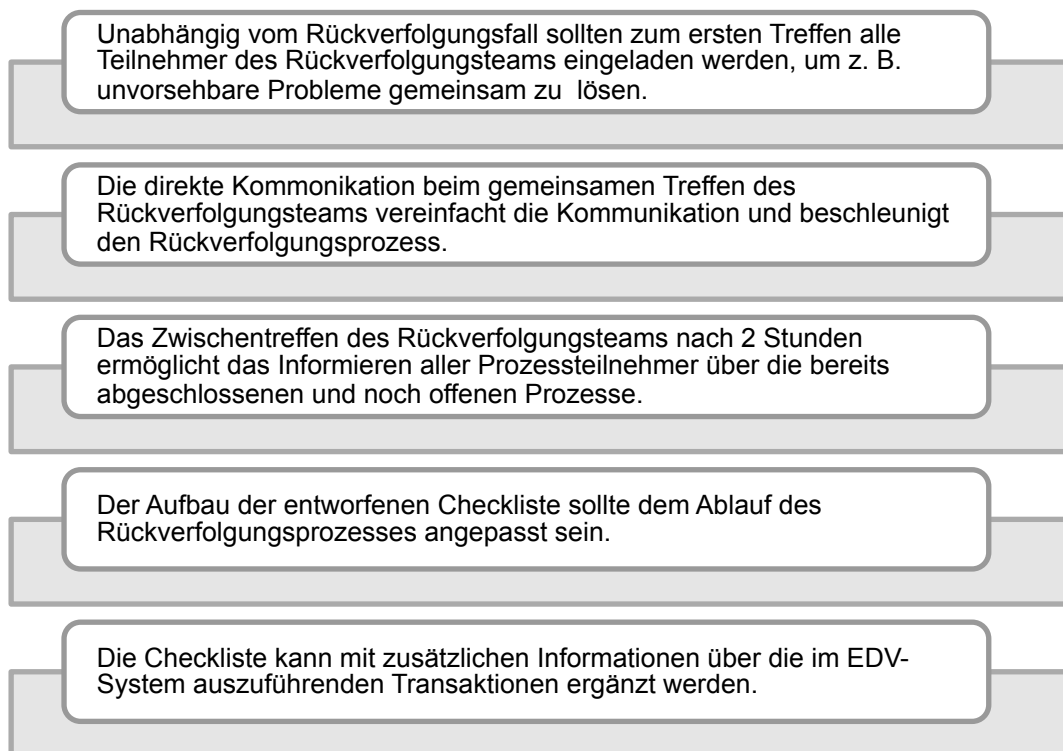 Unabhängig vom Rückverfolgungsfall sollten zum ersten Treffen alle
Teilnehmer des Rückverfolgungsteams eingeladen werden, um z. B.
unvorsehbare Probleme gemeinsam zu  lösen.
Die direkte Kommonikation beim gemeinsamen Treffen des
Rückverfolgungsteams vereinfacht die Kommunikation und beschleunigt
den Rückverfolgungsprozess.
Das Zwischentreffen des Rückverfolgungsteams nach 2 Stunden
ermöglicht das Informieren aller Prozessteilnehmer über die bereits
abgeschlossenen und noch offenen Prozesse.
Der Aufbau der entworfenen Checkliste sollte dem Ablauf des
Rückverfolgungsprozesses angepasst sein.
Die Checkliste kann mit zusätzlichen Informationen über die im EDV-
System auszuführenden Transaktionen ergänzt werden.